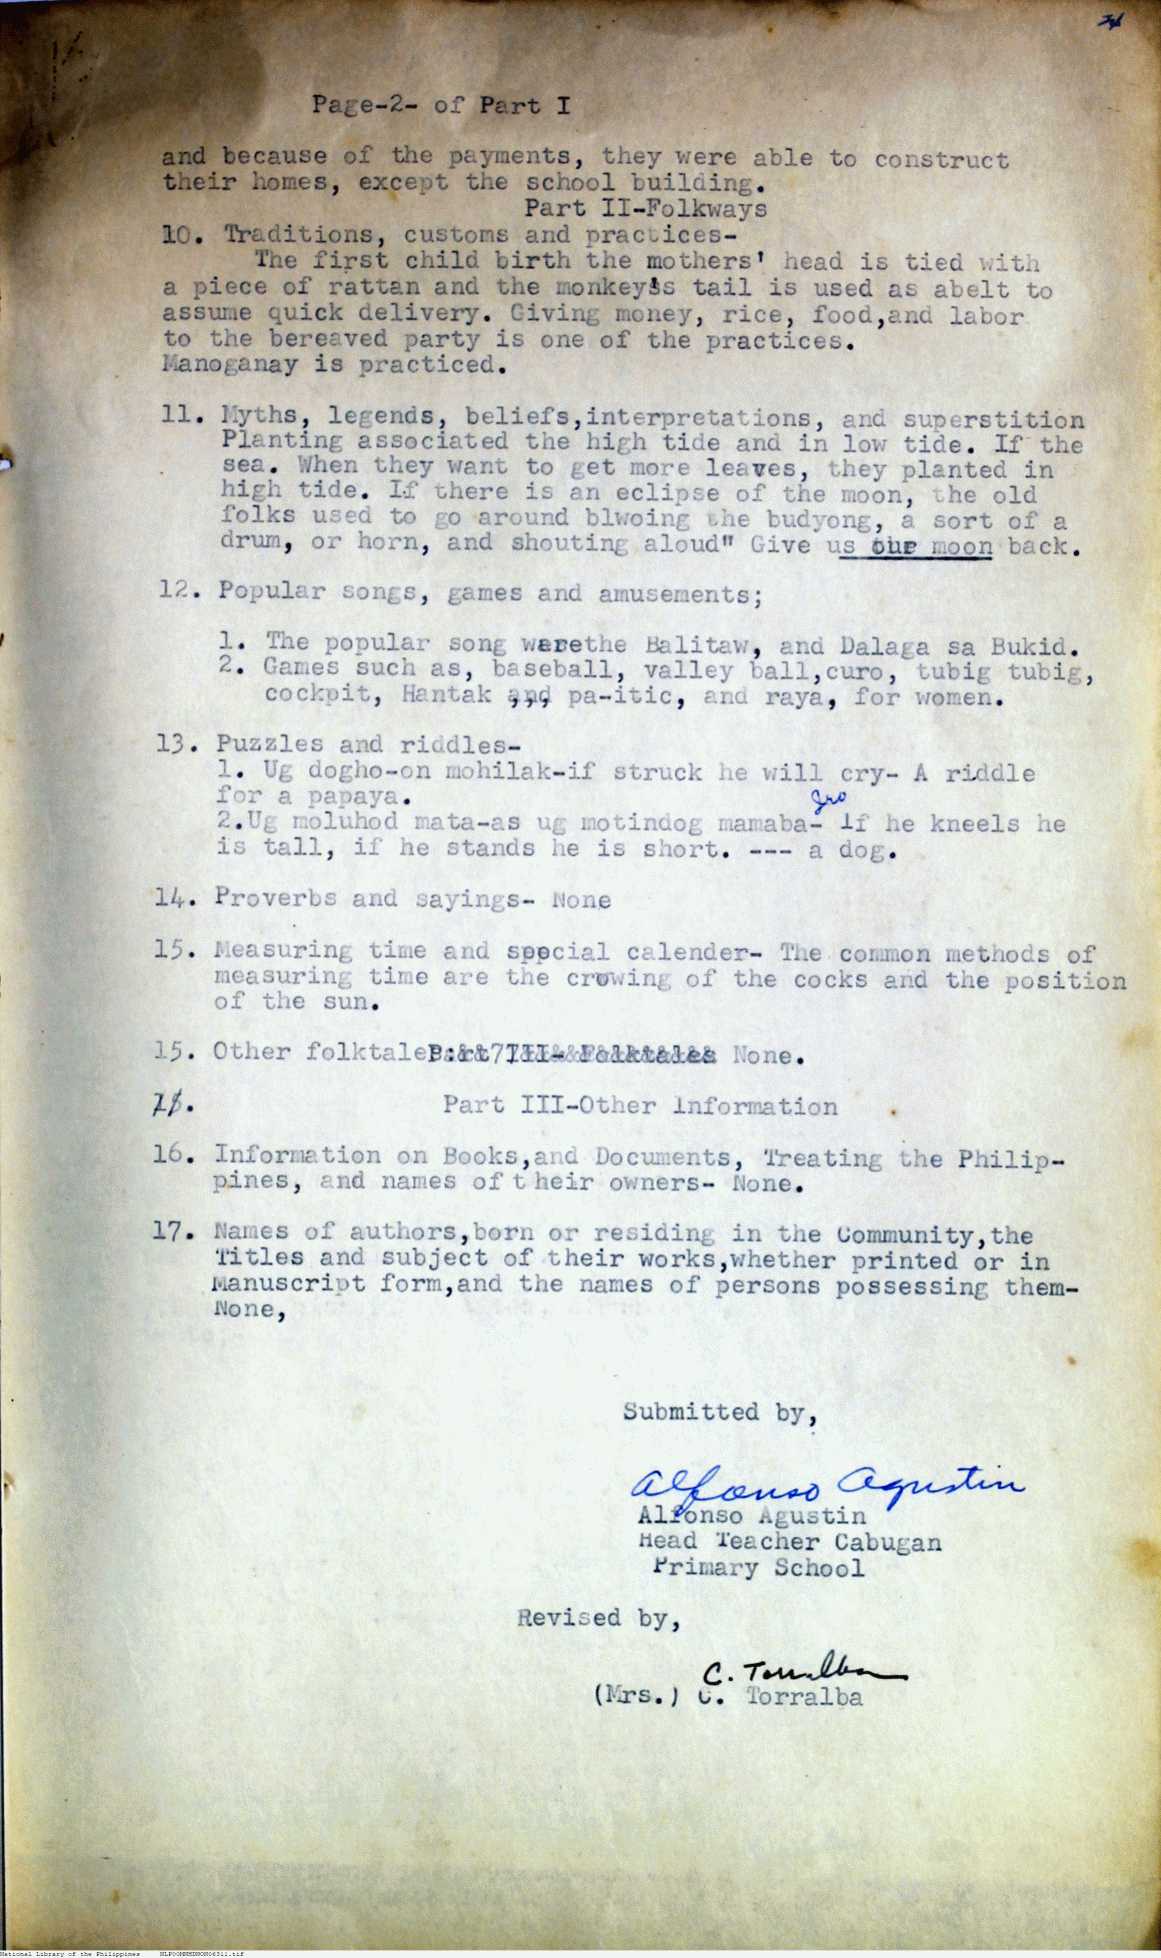 Page-2- of Part I
and because of the payments, they were able to construct
their homes, except the school building.
Part II-Folkways
10. Traditions, customs and practices-
The first child birth the mothers' head is tied with
a piece of rattan and the monkey's tail is used as abelt to
assume quick delivery. Giving money, rice, food,and labor
to the bereaved party is one of the practices.
Manoganay is practiced.
11. Myths, legends, beliefs,interpretations, and superstition
Planting associated the high tide and in low tide. If the
sea. When they want to get more leaves, they planted in
high tide. If there is an eclipse of the moon, the old
folks used to go around blwoing the budyong, a sort of a
drum, or horn, and shouting aloud" Give us our moon back.
12. Popular songs, games and amusements;
1. The popular song werethe Balitaw, and Dalaga sa Bukid.
2. Games such as, baseball, valley ball,curo, tubig tubig,
cockpit, Hantak pa-itic, and raya, for women.
13. Puzzles and riddles-
1. Ug dogho-on mohilak-if struck he will cry- A riddle
for a papaya.
2.Ug moluhod mata-as ug motindog mamaba- If he kneels he
is tall, if he stands he is short. --- a dog.
14. Proverbs and sayings- None
15. Measuring time and special calender- The common methods of
measuring time are the crowing of the cocks and the position
of the sun.
15. Other folktales None.
Part III-Other Information
16. Information on Books,and Documents, Treating the Philip-
pines, and names of t heir owners- None.
17. Names of authors,born or residing in the Community,the
Titles and subject of their works,whether printed or in
Manuscript form,and the names of persons possessing them-
None,
Submitted by,
Alfonso Agustin
Alfonso Agustin
Head Teacher Cabugan
Primary School
Revised by,
C. Torralba
(Mrs.) C. Torralba
National Library of the Philippines